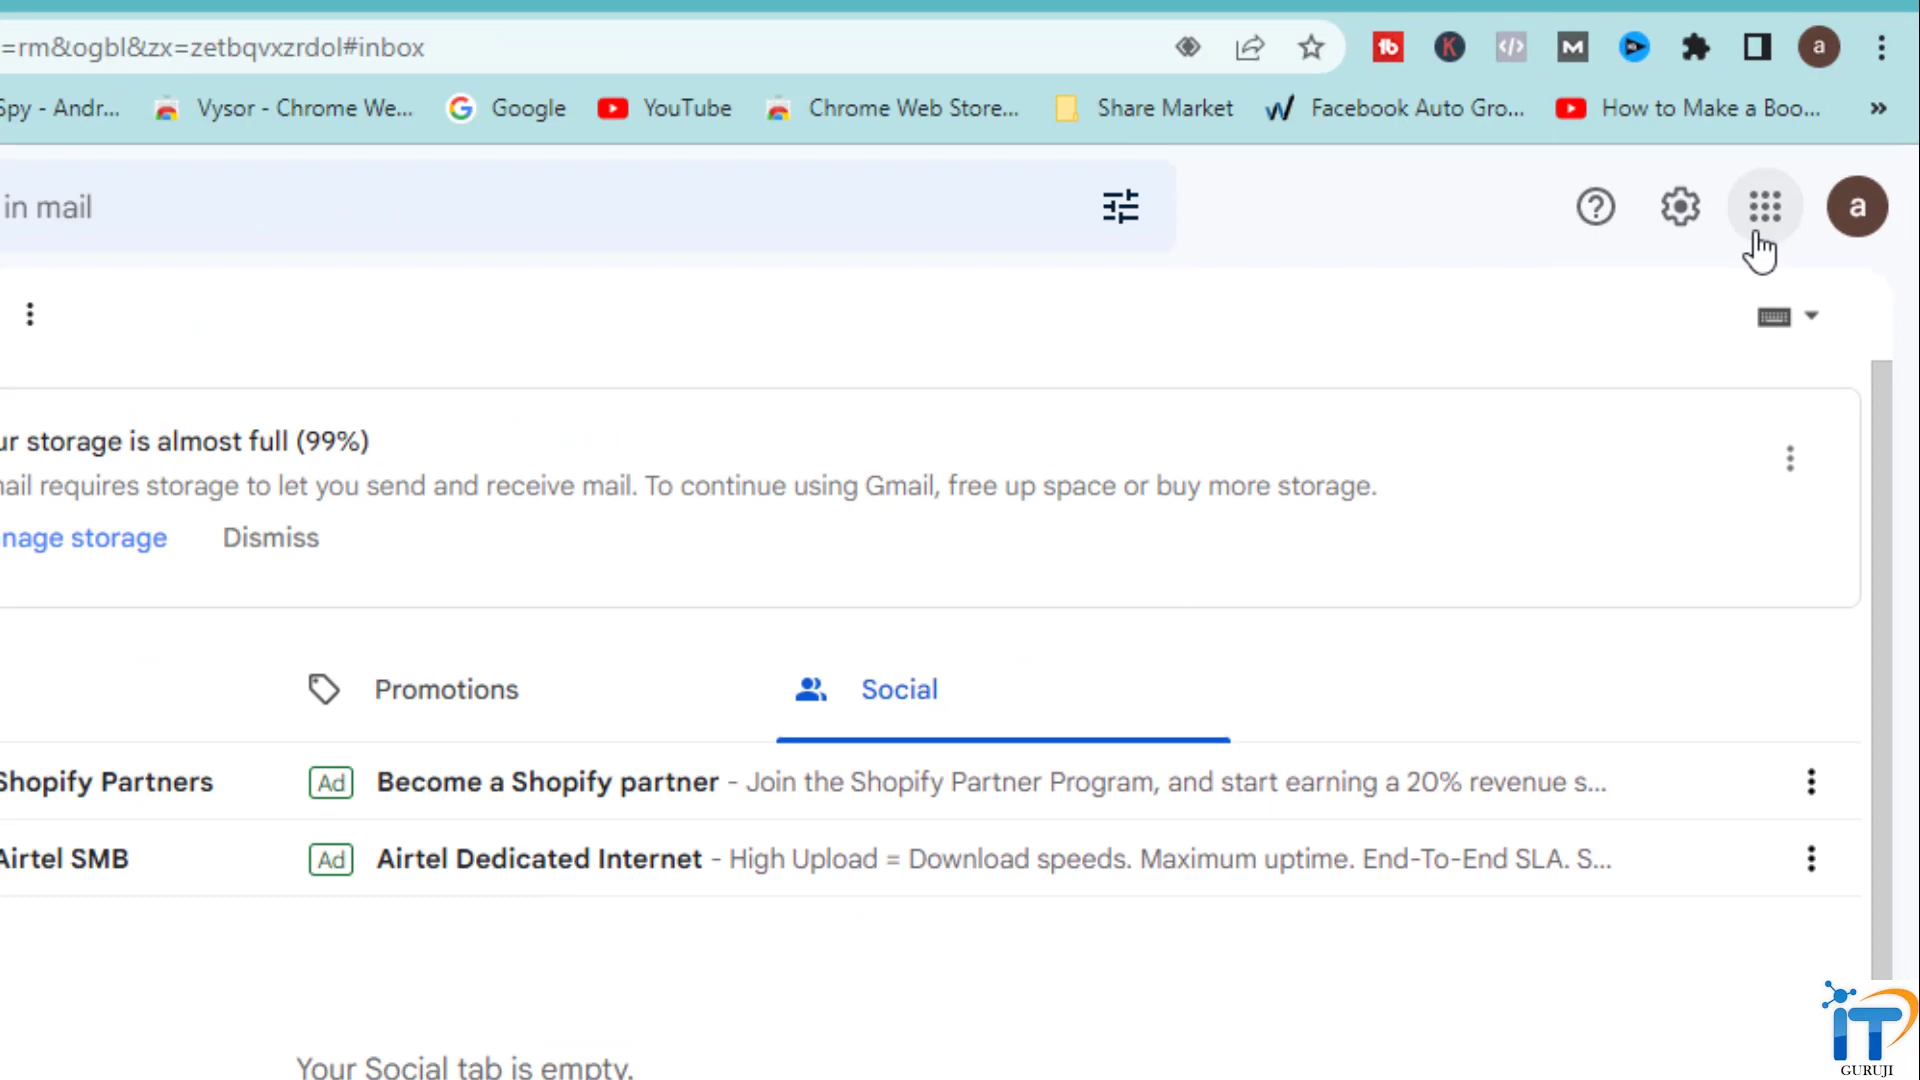 =rm&ogbl&zx=zetbqvxzrdol#inbox
a
Spy - Andr...
Vysor - Chrome We...
Google
YouTube
Chrome Web Store...
Share Market
Facebook Auto Gro...
How to Make a Boo...
»
in mail
a
ur storage is almost full (99%)
mail requires storage to let you send and receive mail. To continue using Gmail, free up space or buy more storage.
nage storage
Dismiss
Promotions
Social
Shopify Partners
Ad
Become a Shopify partner - Join the Shopify Partner Program, and start earning a 20% revenue s...
Airtel SMB
Ad
Airtel Dedicated Internet - High Upload = Download speeds. Maximum uptime. End-To-End SLA. S...
Your Social tab is empty.
iT
GURUJI